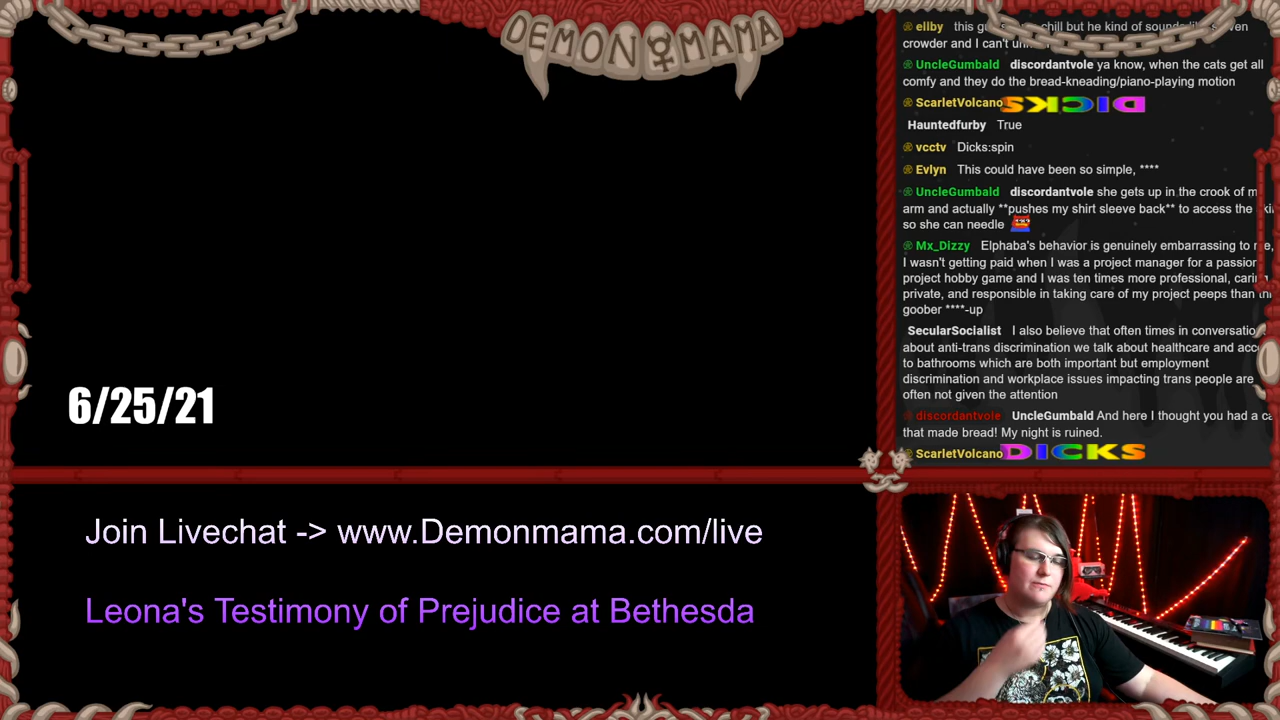 DEMON MAMA
ellby this
chill but he kind of sounds
crowder and I can't
UncleGumbald discordantvole ya know, when the cats get all
comfy and they do the bread-kneading/piano-playing motion
ScarletVolcano DICKS
Hauntedfurby True
vcctv Dicks:spin
Evlyn This could have been so simple, ****
UncleGumbald discordantvole she gets up in the crook of
arm and actually **pushes my shirt sleeve back** to access the
so she can needle
Mx_Dizzy Elphaba's behavior is genuinely embarrassing to
I wasn't getting paid when I was a project manager for a passion
project hobby game and I was ten times more professional,
private, and responsible in taking care of my project peeps than
goober ****-up
SecularSocialist I also believe that often times in
about anti-trans discrimination we talk about healthcare and
to bathrooms which are both important but employment
discrimination and workplace issues impacting trans people are
often not given the attention
discordantvole UncleGumbald And here I thought you had a
that made bread! My night is ruined.
ScarletVolcano DICKS
6/25/21
Join Livechat -> www.Demonmama.com/live
Leona's Testimony of Prejudice at Bethesda